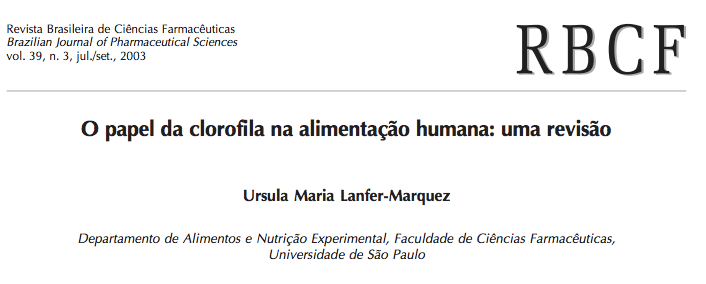 Revista Brasileira de Ciências Farmacêuticas
Brazilian Journal of Pharmaceutical Sciences
vol. 39, n. 3, jul./set., 2003
RBCF
O papel da clorofila na alimentação humana: uma revisão
Ursula Maria Lanfer-Marquez
Departamento de Alimentos e Nutrição Experimental, Faculdade de Ciências Farmacêuticas,
Universidade de São Paulo